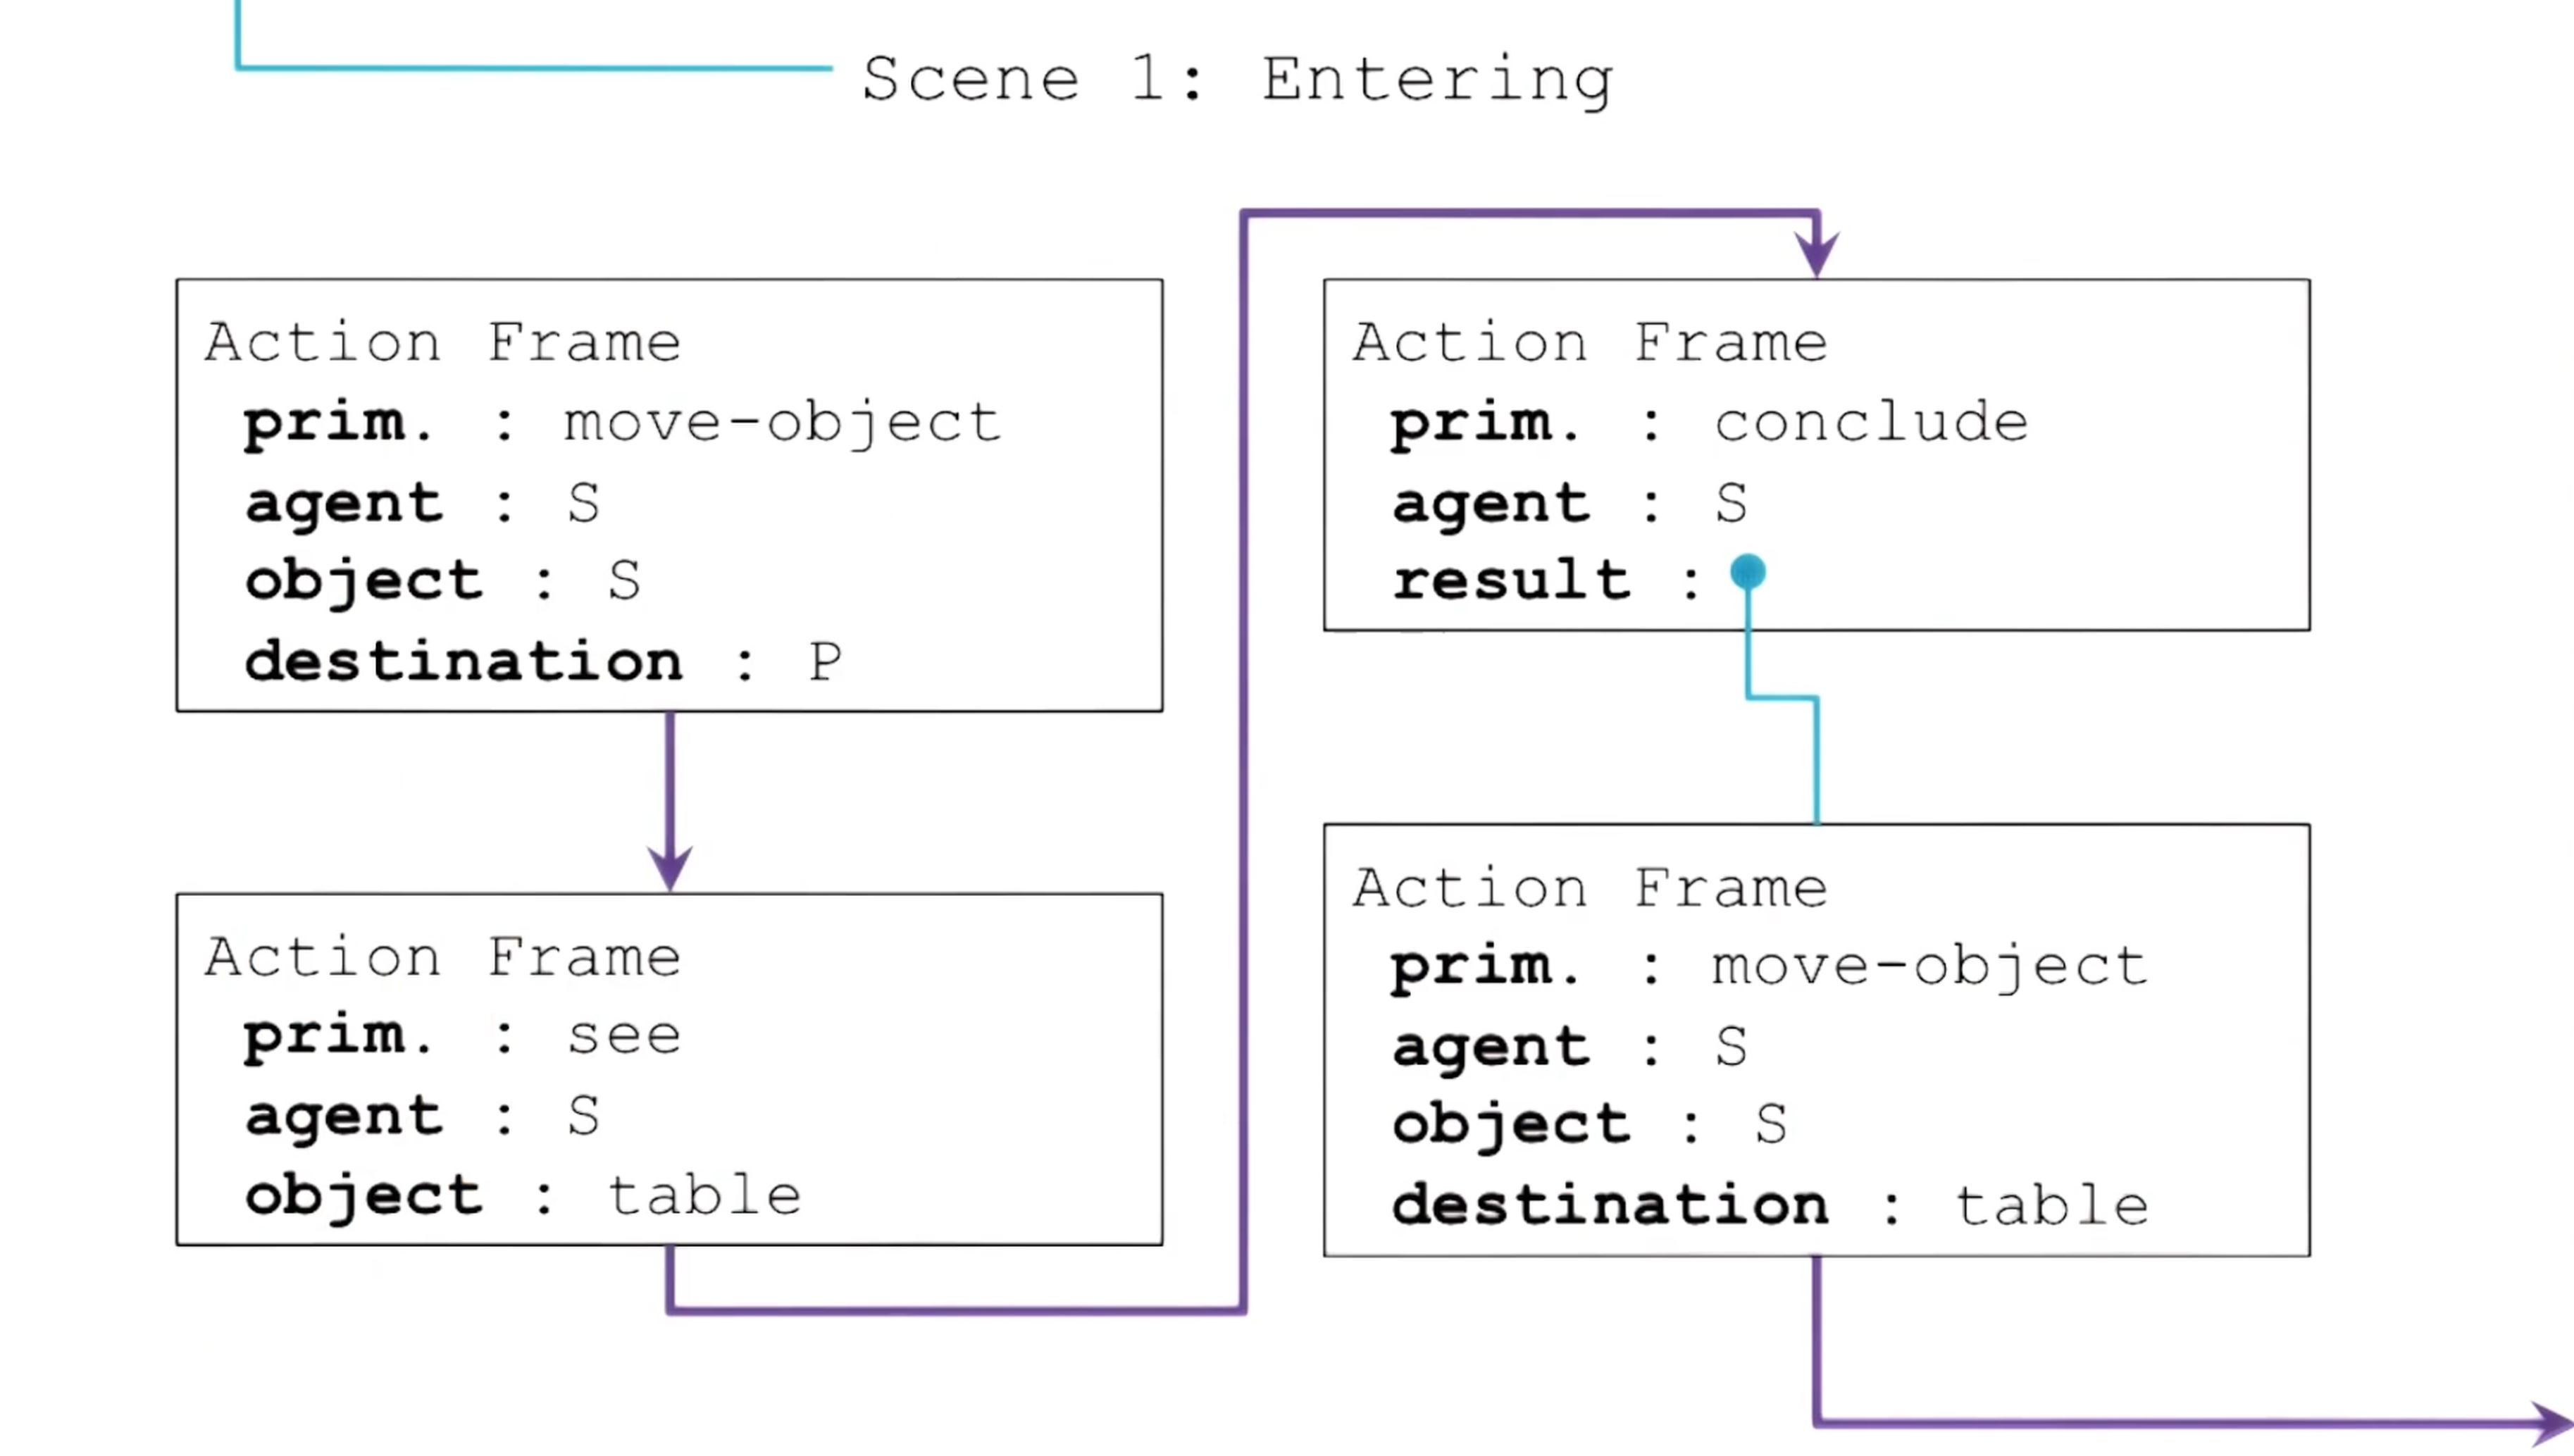 Scene 1: Entering
Action Frame
prim. : move-object
agent : S
object : S
destination : P
Action Frame
prim. : see
agent : S
object : table
Action Frame
prim. : conclude
agent : S
result :
Action Frame
prim. : move-object
agent : S
object : S
destination : table